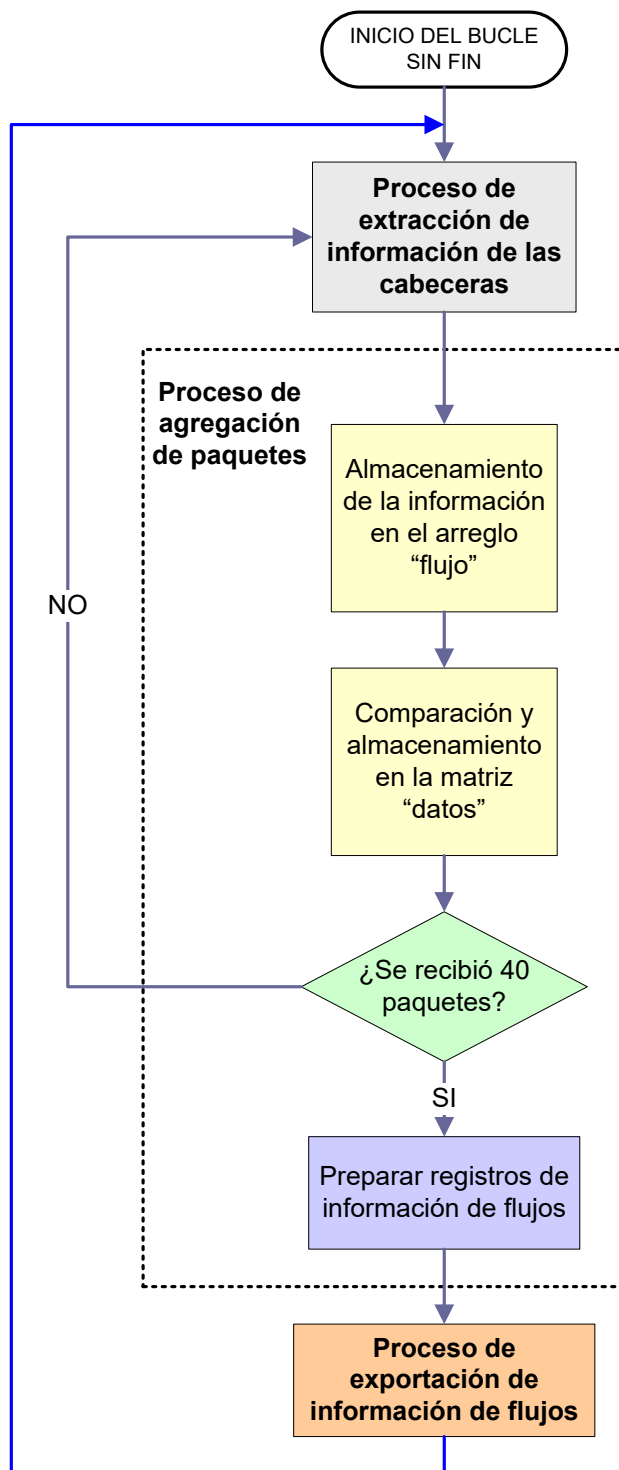 INICIO DEL BUCLE
SIN FIN
Proceso de
extracción de
información de las
cabeceras
Proceso de
agregación
de paquetes
Almacenamiento
de la información
en el arreglo
“flujo”
Comparación y
almacenamiento
en la matriz
“datos”
¿Se recibió 40
paquetes?
NO
SI
Preparar registros de
información de flujos
Proceso de
exportación de
información de flujos